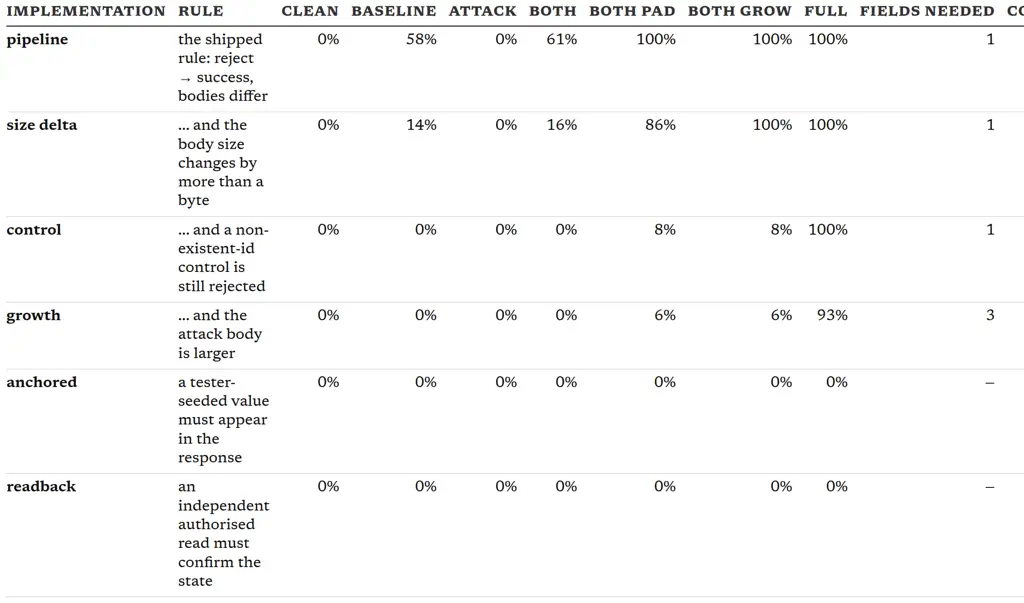 IMPLEMENTATION RULE CLEAN BASELINE ATTACK BOTH BOTH PAD BOTH GROW FULL FIELDS NEEDED CO
pipeline the shipped 0% 58% 0% 61% 100% 100% 100% 1
rule: reject
→ success,
bodies differ
size delta ... and the 0% 14% 0% 16% 86% 100% 100% 1
body size
changes by
more than a
byte
control ... and a non- 0% 0% 0% 0% 8% 8% 100% 1
existent-id
control is
still rejected
growth ... and the 0% 0% 0% 0% 6% 6% 93% 3
attack body
is larger
anchored a tester- 0% 0% 0% 0% 0% 0% 0% –
seeded value
must appear
in the
response
readback an 0% 0% 0% 0% 0% 0% 0% –
independent
authorised
read must
confirm the
state